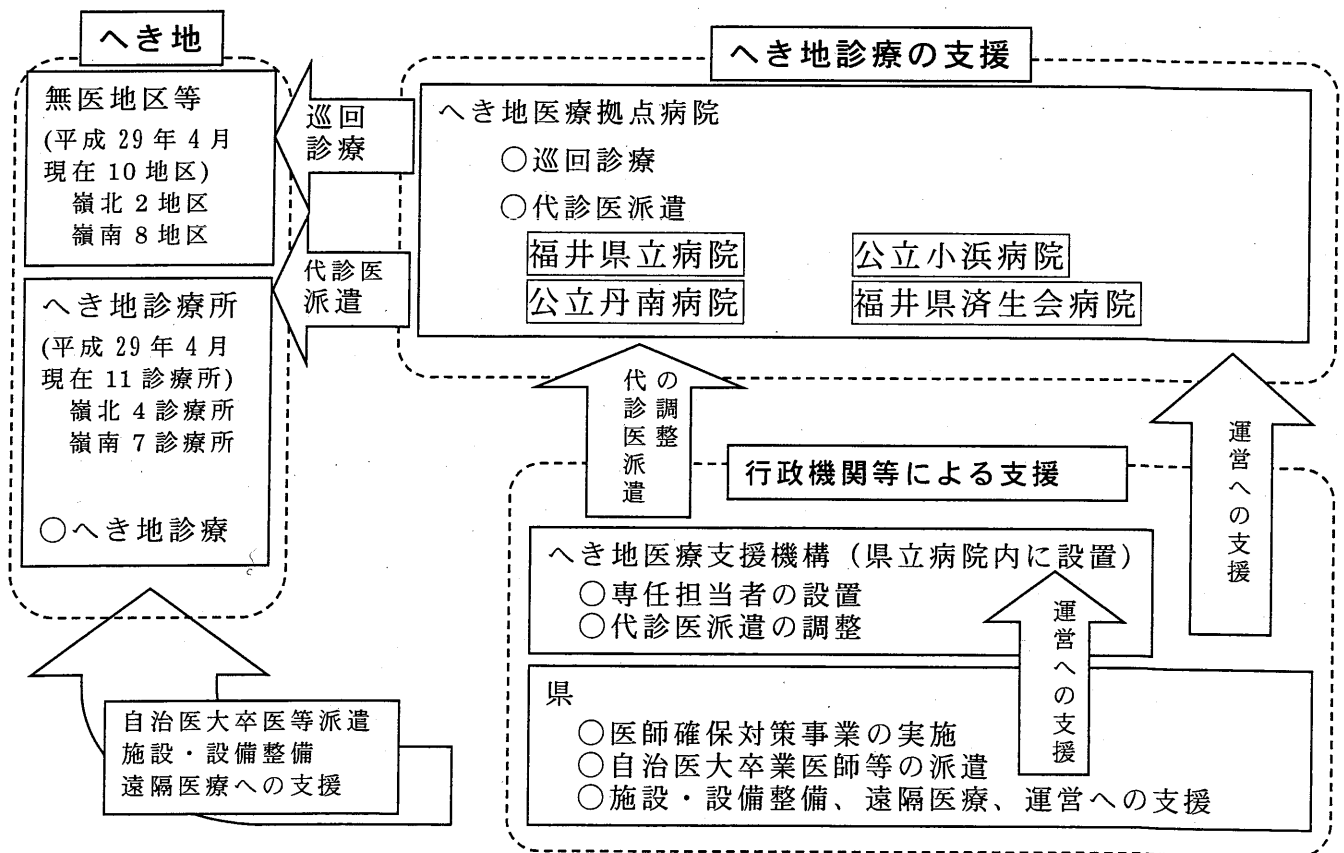 へき地
無医地区等
(平成 29 年 4 月
現在 10 地区)
嶺北 2 地区
嶺南 8 地区
へき地診療所
(平成 29 年 4 月
現在 11 診療所)
嶺北 4 診療所
嶺南 7 診療所
○へき地診療
巡回
診療
代診医
派遣
へき地診療の支援
へき地医療拠点病院
○巡回診療
○代診医派遣
福井県立病院
公立小浜病院
公立丹南病院
福井県済生会病院
代診医派遣
の調整
運営への支援
行政機関等による支援
へき地医療支援機構（県立病院内に設置）
○専任担当者の設置
○代診医派遣の調整
運営への支援
県
○医師確保対策事業の実施
○自治医大卒業医師等の派遣
○施設・設備整備、遠隔医療、運営への支援
自治医大卒医等派遣
施設・設備整備
遠隔医療への支援